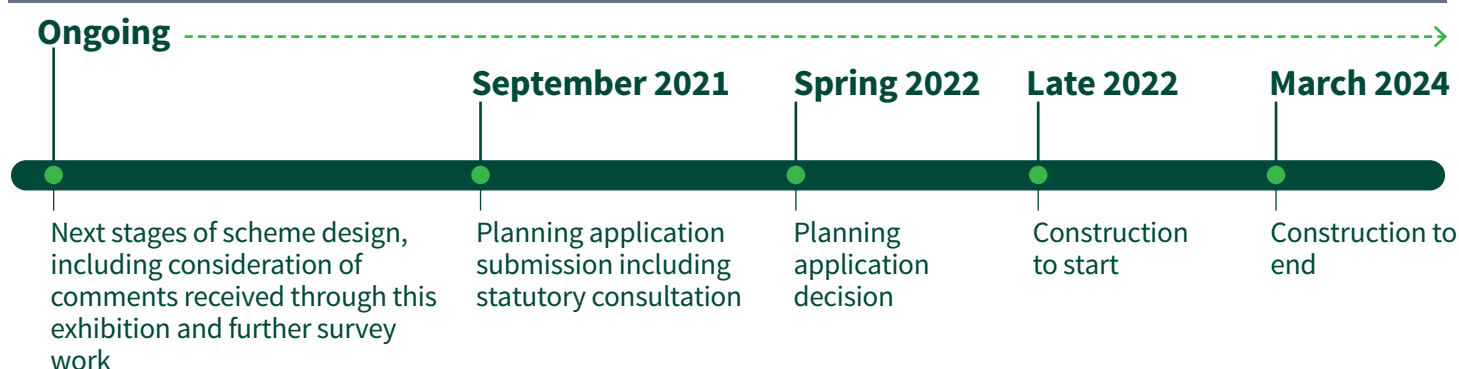 Ongoing
September 2021
Spring 2022
Late 2022
March 2024
Next stages of scheme design,
including consideration of
comments received through this
exhibition and further survey
work
Planning application
submission including
statutory consultation
Planning
application
decision
Construction
to start
Construction to
end